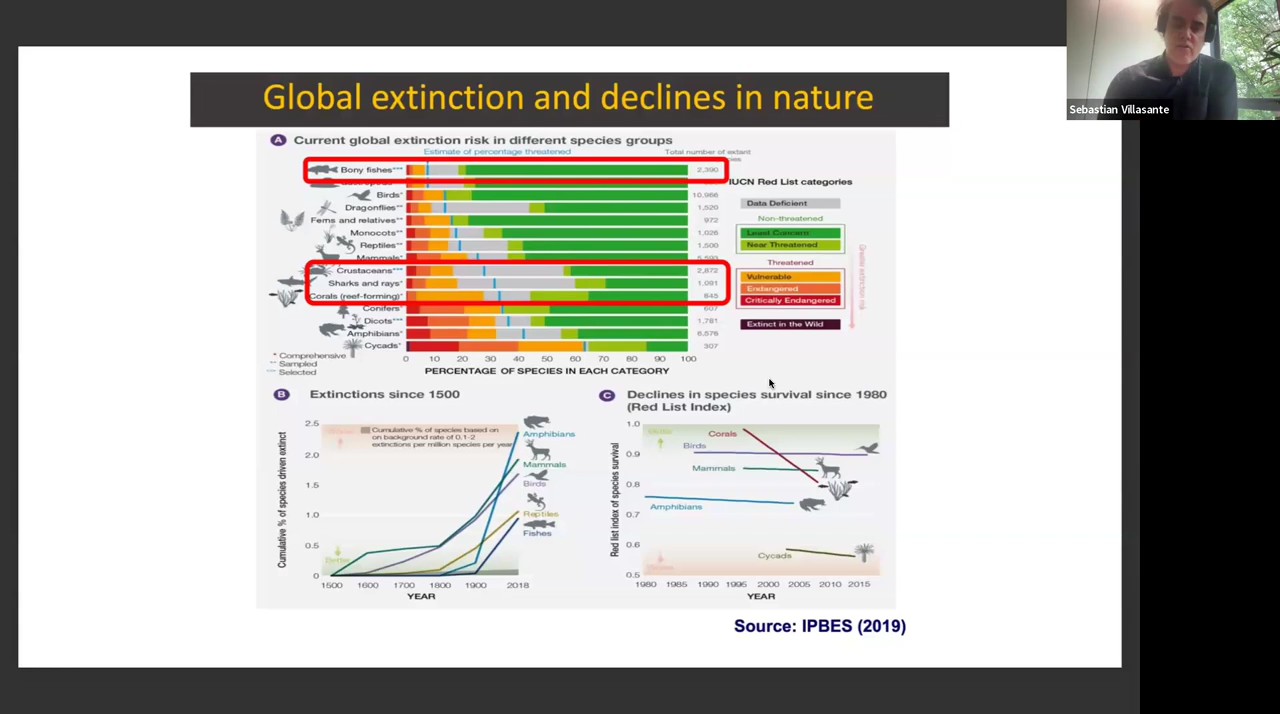 Sebastian Villasante
Global extinction and declines in nature
A Current global extinction risk in different species groups
Estimate of percentage threatened
Total number of extant
Bony fishes*** 2,390
Birds* 10,966
Dragonflies** 1,520
Ferns and relatives** 972
Monocots** 1,026
Reptiles** 1,500
Mammals* 5,593
Crustaceans*** 2,872
Sharks and rays* 1,091
Corals (reef-forming)* 845
Conifers* 607
Dicots*** 1,781
Amphibians* 6,576
Cycads* 307
0 10 20 30 40 50 60 70 80 90 100
PERCENTAGE OF SPECIES IN EACH CATEGORY
* Comprehensive
** Sampled
*** Selected
IUCN Red List categories
Data Deficient
Non-threatened
Least Concern
Near Threatened
Threatened
Vulnerable
Endangered
Critically Endangered
Extinct in the Wild
Greater extinction risk
B Extinctions since 1500
Cumulative % of species driven extinct
2.5
2.0
1.5
1.0
0.5
0
Cumulative % of species based on
on background rate of 0.1-2
extinctions per million species per year
Better
Amphibians
Mammals
Birds
Reptiles
Fishes
1500 1600 1700 1800 1900 2018
YEAR
C Declines in species survival since 1980
(Red List Index)
Red list index of species survival
1.0
0.9
0.8
0.7
0.6
0.5
Corals
Birds
Mammals
Amphibians
Cycads
1980 1985 1990 1995 2000 2005 2010 2015
YEAR
Source: IPBES (2019)